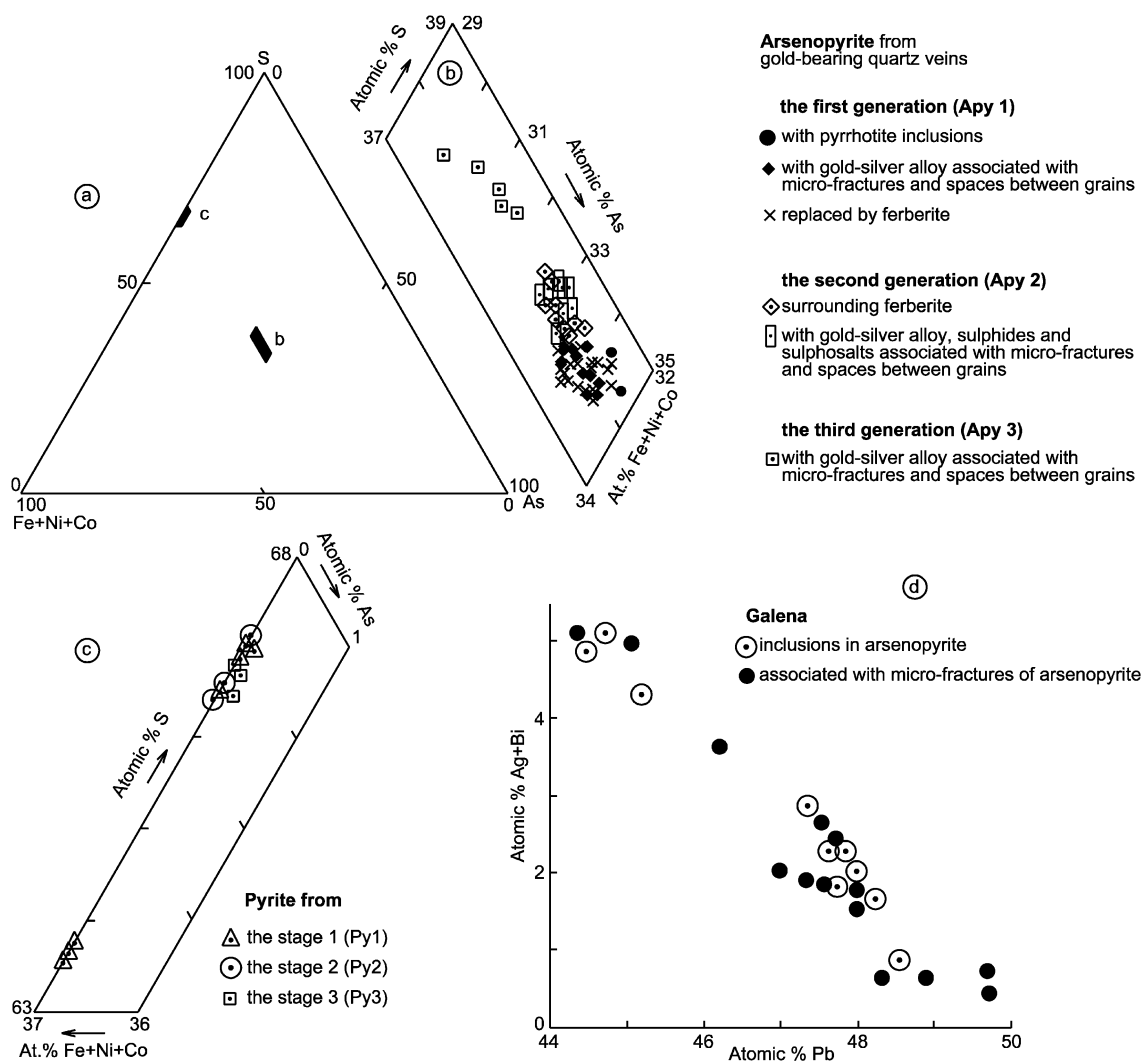 S
100 0
a
c
50
50
b
0
100
100
50
0
As
Fe+Ni+Co
39 29
Atomic % S
b
37
31
Atomic % As
33
35
32
34
At.% Fe+Ni+Co
Arsenopyrite from
gold-bearing quartz veins
the first generation (Apy 1)
with pyrrhotite inclusions
with gold-silver alloy associated with
micro-fractures and spaces between grains
replaced by ferberite
the second generation (Apy 2)
surrounding ferberite
with gold-silver alloy, sulphides and
sulphosalts associated with micro-fractures
and spaces between grains
the third generation (Apy 3)
with gold-silver alloy associated with
micro-fractures and spaces between grains
68 0
Atomic % As
c
1
Atomic % S
Pyrite from
the stage 1 (Py1)
the stage 2 (Py2)
the stage 3 (Py3)
63
37
36
At.% Fe+Ni+Co
d
Galena
inclusions in arsenopyrite
associated with micro-fractures of arsenopyrite
Atomic % Ag+Bi
4
2
0
44
46
48
50
Atomic % Pb